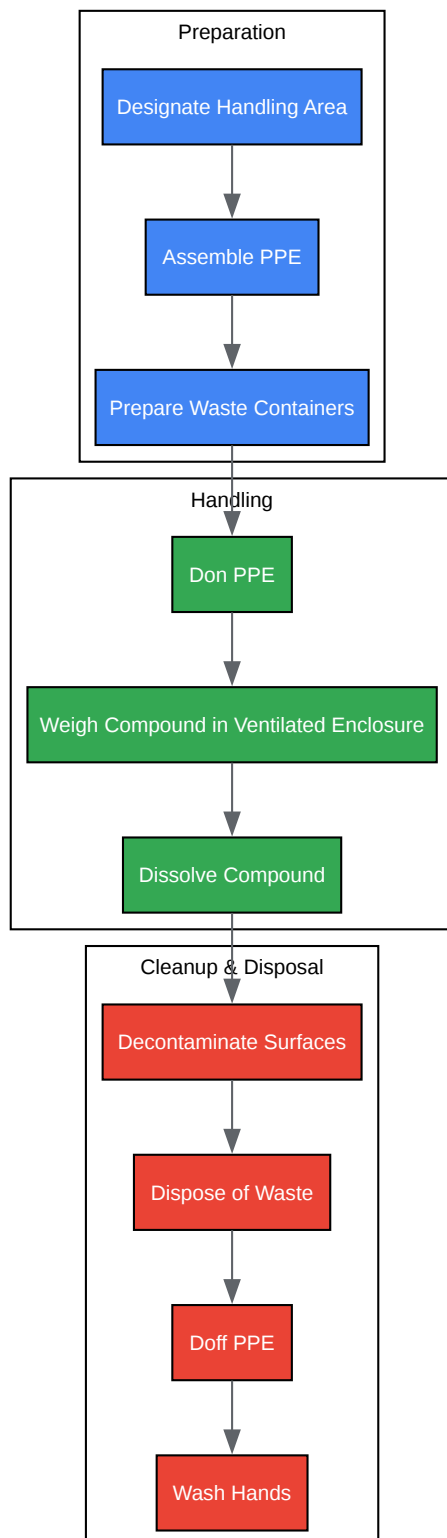 Preparation
Designate Handling Area
Assemble PPE
Prepare Waste Containers
Handling
Don PPE
Weigh Compound in Ventilated Enclosure
Dissolve Compound
Cleanup & Disposal
Decontaminate Surfaces
Dispose of Waste
Doff PPE
Wash Hands